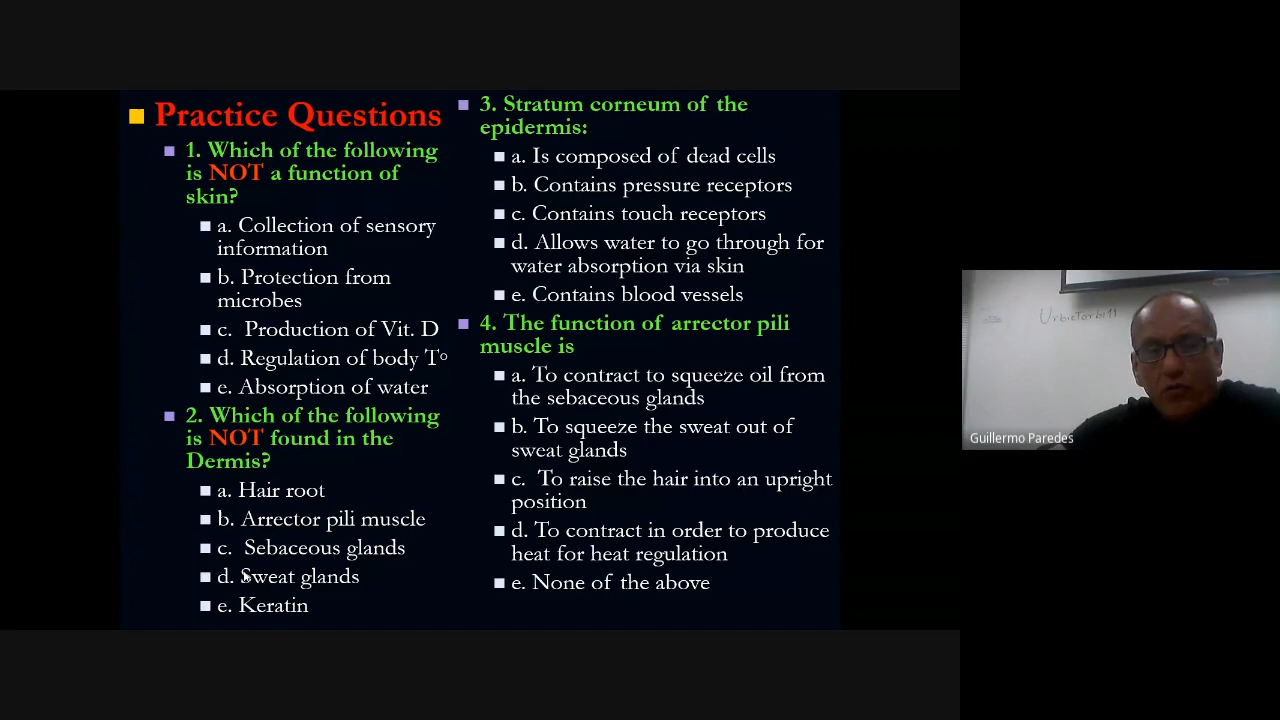 Practice Questions
1. Which of the following
is NOT a function of
skin?
a. Collection of sensory
information
b. Protection from
microbes
c. Production of Vit. D
d. Regulation of body T°
e. Absorption of water
2. Which of the following
is NOT found in the
Dermis?
a. Hair root
b. Arrector pili muscle
c. Sebaceous glands
d. Sweat glands
e. Keratin
3. Stratum corneum of the
epidermis:
a. Is composed of dead cells
b. Contains pressure receptors
c. Contains touch receptors
d. Allows water to go through for
water absorption via skin
e. Contains blood vessels
4. The function of arrector pili
muscle is
a. To contract to squeeze oil from
the sebaceous glands
b. To squeeze the sweat out of
sweat glands
c. To raise the hair into an upright
position
d. To contract in order to produce
heat for heat regulation
e. None of the above
Guillermo Paredes